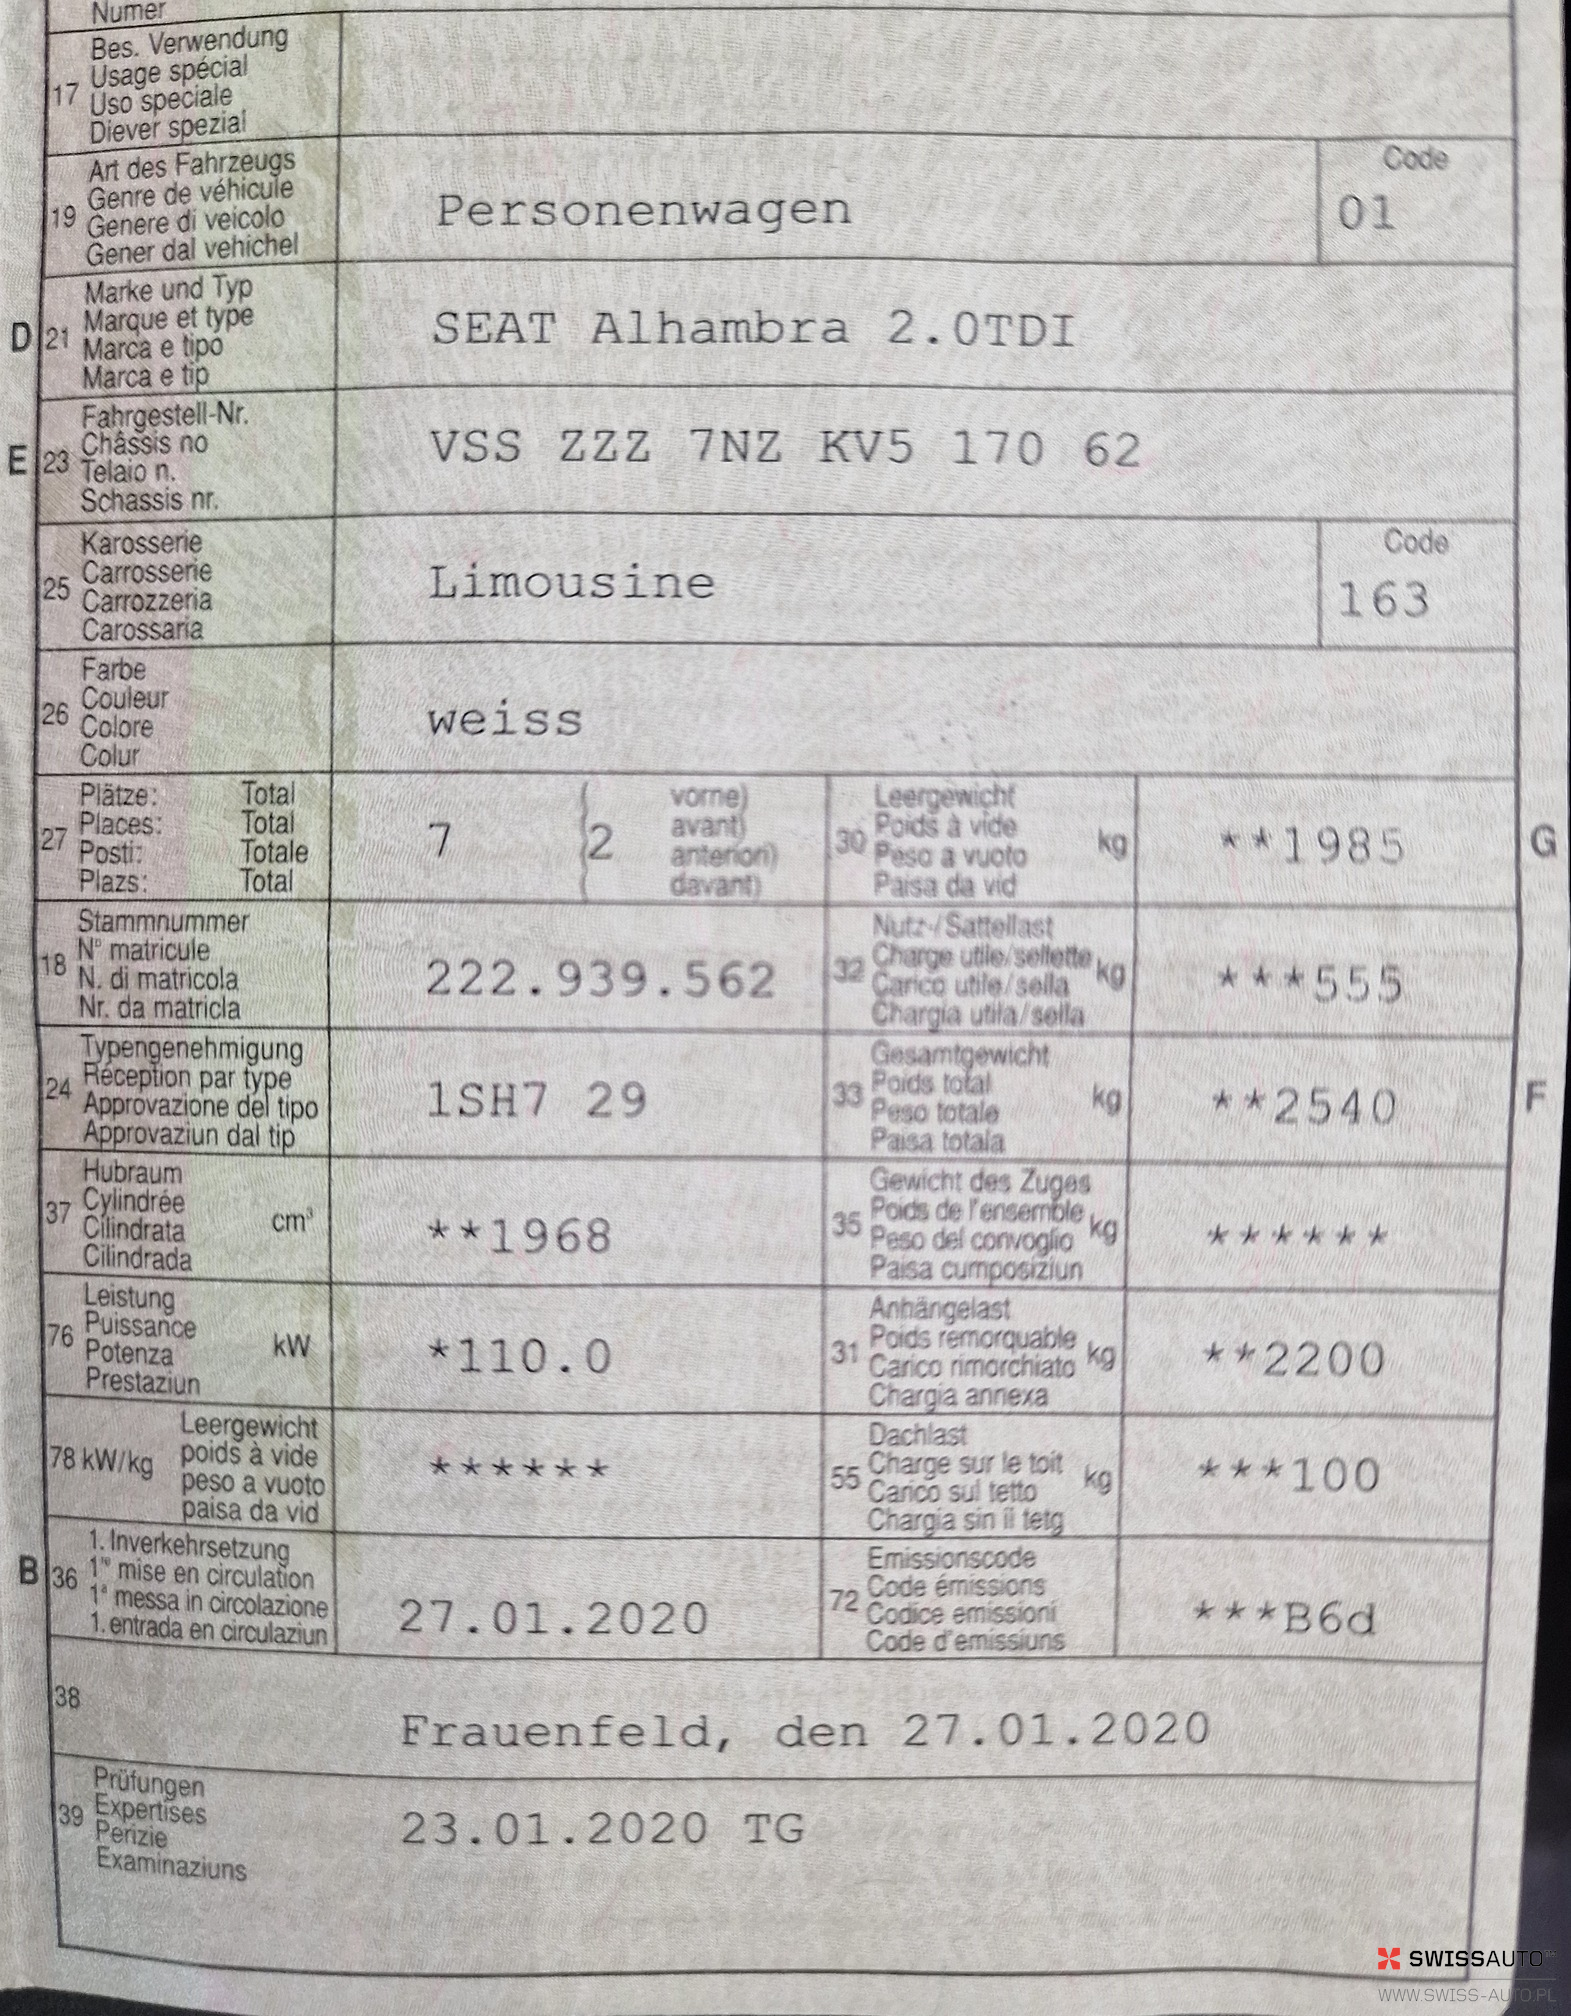 Numer
17 Bes. Verwendung
Usage spécial
Uso speciale
Diever spezial
19 Art des Fahrzeugs
Genre de véhicule
Genere di veicolo
Gener dal vehichel
Personenwagen
Code
01
D 21 Marke und Typ
Marque et type
Marca e tipo
Marca e tip
SEAT Alhambra 2.0TDI
E 23 Fahrgestell-Nr.
Châssis no
Telaio n.
Schassis nr.
VSS ZZZ 7NZ KV5 170 62
25 Karosserie
Carrosserie
Carrozzeria
Carossaria
Limousine
Code
163
26 Farbe
Couleur
Colore
Colur
weiss
27 Plätze: Total
Places: Total
Posti: Totale
Plazs: Total
7 (2
vorne)
avant)
anteriori)
davant)
30 Leergewicht
Poids à vide
Peso a vuoto
Paisa da vid
kg
**1985
G
18 Stammnummer
N° matricule
N. di matricola
Nr. da matricla
222.939.562
32 Nutz-/Sattellast
Charge utile/sellette
Carico utile/sella
Chargia utila/sella
kg
***555
24 Typengenehmigung
Réception par type
Approvazione del tipo
Approvaziun dal tip
1SH7 29
33 Gesamtgewicht
Poids total
Peso totale
Paisa totala
kg
**2540
F
37 Hubraum
Cylindrée
Cilindrata
Cilindrada
cm³
**1968
35 Gewicht des Zuges
Poids de l'ensemble
Peso del convoglio
Paisa cumposiziun
kg
******
76 Leistung
Puissance
Potenza
Prestaziun
kW
*110.0
31 Anhängelast
Poids remorquable
Carico rimorchiato
Chargia annexa
kg
**2200
78 kW/kg
Leergewicht
poids à vide
peso a vuoto
paisa da vid
******
55 Dachlast
Charge sur le toit
Carico sul tetto
Chargia sin il tetg
kg
***100
B 36 1. Inverkehrsetzung
1re mise en circulation
1a messa in circolazione
1. entrada en circulaziun
27.01.2020
72 Emissionscode
Code émissions
Codice emissioni
Code d'emissiuns
***B6d
38
Frauenfeld, den 27.01.2020
39 Prüfungen
Expertises
Perizie
Examinaziuns
23.01.2020 TG
SWISSAUTO
WWW.SWISS-AUTO.PL